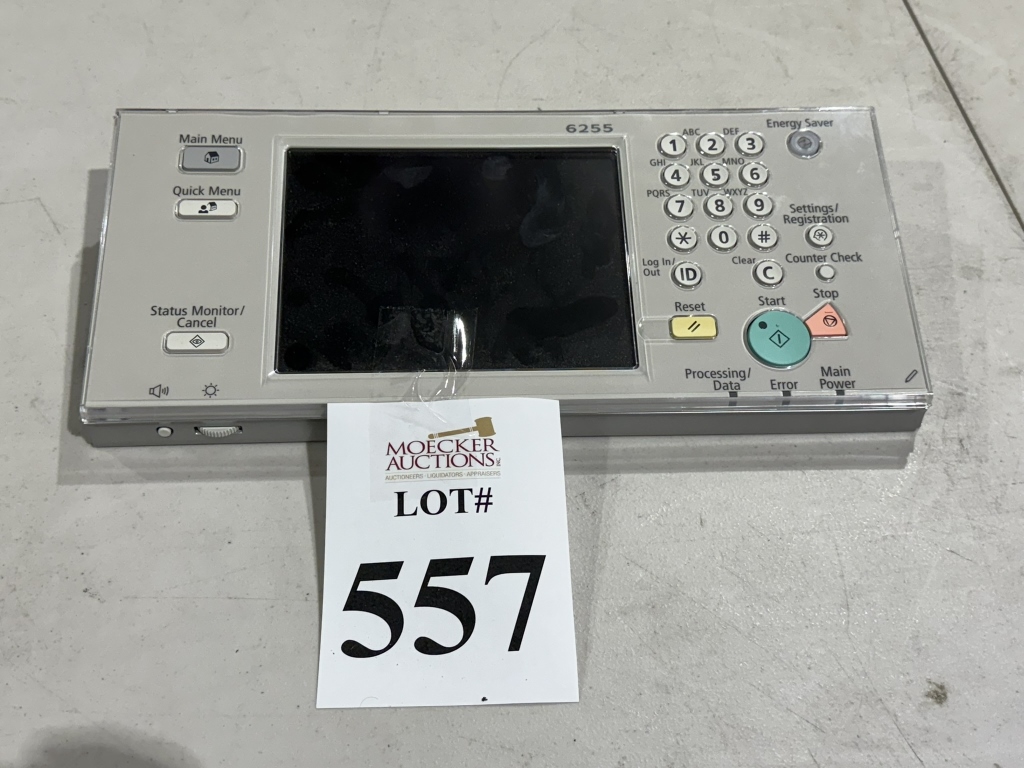 6255
Main Menu
Quick Menu
Status Monitor/
Cancel
ABC DEF
1 2 3
GHI JKL MNO
4 5 6
PQRS TUV WXYZ
7 8 9
* 0 #
Energy Saver
Settings/
Registration
Log In/
Out
ID
Clear
C
Counter Check
Reset
Start
Stop
Processing/
Data
Error
Main
Power
MOECKER
AUCTIONS INC
AUCTIONEERS · LIQUIDATORS · APPRAISERS
LOT#
557